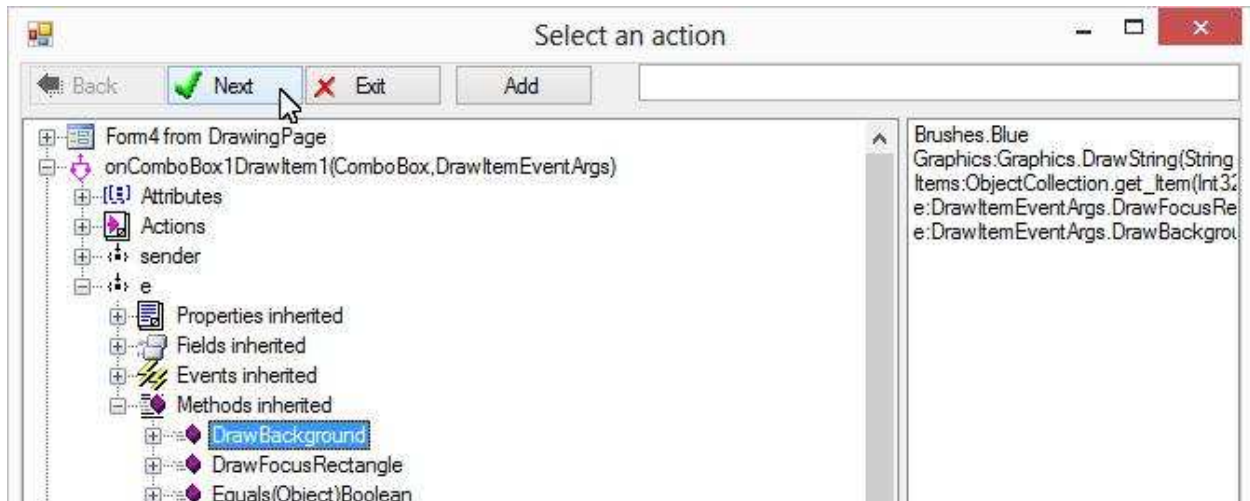 Select an action
Back Next Exit Add
Form4 from DrawingPage
onComboBox1DrawItem1(ComboBox,DrawItemEventArgs)
Attributes
Actions
sender
e
Properties inherited
Fields inherited
Events inherited
Methods inherited
DrawBackground
DrawFocusRectangle
Equals(Object)Boolean
Brushes.Blue
Graphics:Graphics.DrawString(String
Items:ObjectCollection.get_Item(Int32
e:DrawItemEventArgs.DrawFocusRe
e:DrawItemEventArgs.DrawBackgrou